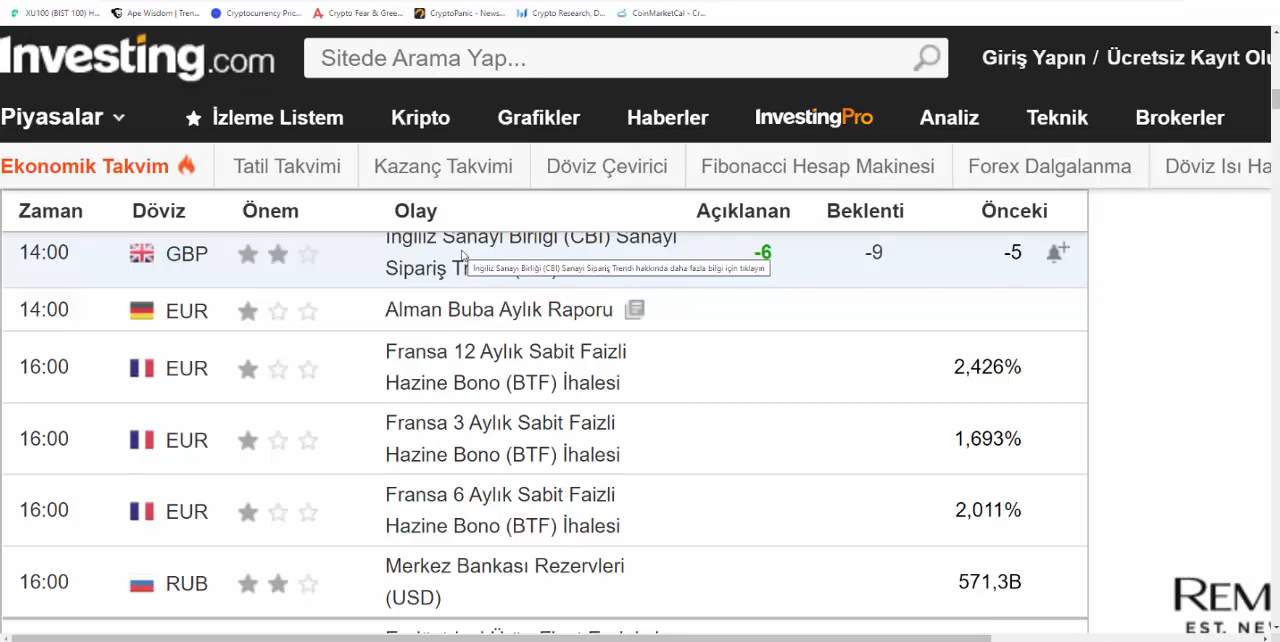 XU100 (BIST 100) H... Ape Wisdom | Tren... Cryptocurrency Pric... Crypto Fear & Gree... CryptoPanic - News... Crypto Research, D... CoinMarketCal - Cr...
Investing.com Sitede Arama Yap... Giriş Yapın / Ücretsiz Kayıt Olu
Piyasalar İzleme Listem Kripto Grafikler Haberler InvestingPro Analiz Teknik Brokerler
Ekonomik Takvim Tatil Takvimi Kazanç Takvimi Döviz Çevirici Fibonacci Hesap Makinesi Forex Dalgalanma Döviz Isı Ha
Zaman Döviz Önem Olay Açıklanan Beklenti Önceki
İngiliz Sanayi Birliği (CBI) Sanayi
14:00 GBP -6 -9 -5
Sipariş
İngiliz Sanayi Birliği (CBI) Sanayi Sipariş Trendi hakkında daha fazla bilgi için tıklayın
14:00 EUR Alman Buba Aylık Raporu
Fransa 12 Aylık Sabit Faizli
16:00 EUR 2,426%
Hazine Bono (BTF) İhalesi
Fransa 3 Aylık Sabit Faizli
16:00 EUR 1,693%
Hazine Bono (BTF) İhalesi
Fransa 6 Aylık Sabit Faizli
16:00 EUR 2,011%
Hazine Bono (BTF) İhalesi
Merkez Bankası Rezervleri
16:00 RUB 571,3B
(USD)
REM
EST. NEW